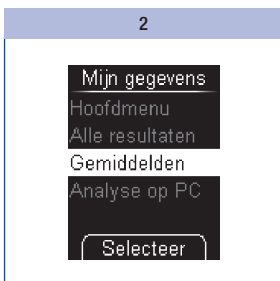 2
Mijn gegevens
Hoofdmenu
Alle resultaten
Gemiddelden
Analyse op PC
Selecteer